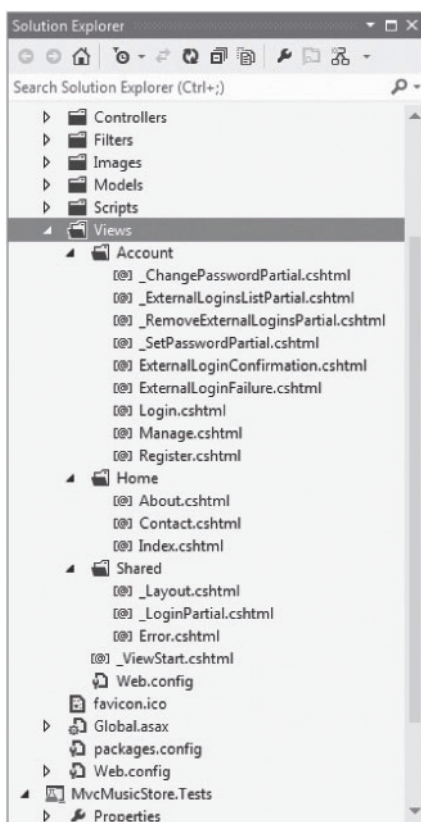 Solution Explorer
Search Solution Explorer (Ctrl+;)
Controllers
Filters
Images
Models
Scripts
Views
Account
_ChangePasswordPartial.cshtml
_ExternalLoginsListPartial.cshtml
_RemoveExternalLoginsPartial.cshtml
_SetPasswordPartial.cshtml
ExternalLoginConfirmation.cshtml
ExternalLoginFailure.cshtml
Login.cshtml
Manage.cshtml
Register.cshtml
Home
About.cshtml
Contact.cshtml
Index.cshtml
Shared
_Layout.cshtml
_LoginPartial.cshtml
Error.cshtml
_ViewStart.cshtml
Web.config
favicon.ico
Global.asax
packages.config
Web.config
MvcMusicStore.Tests
Properties